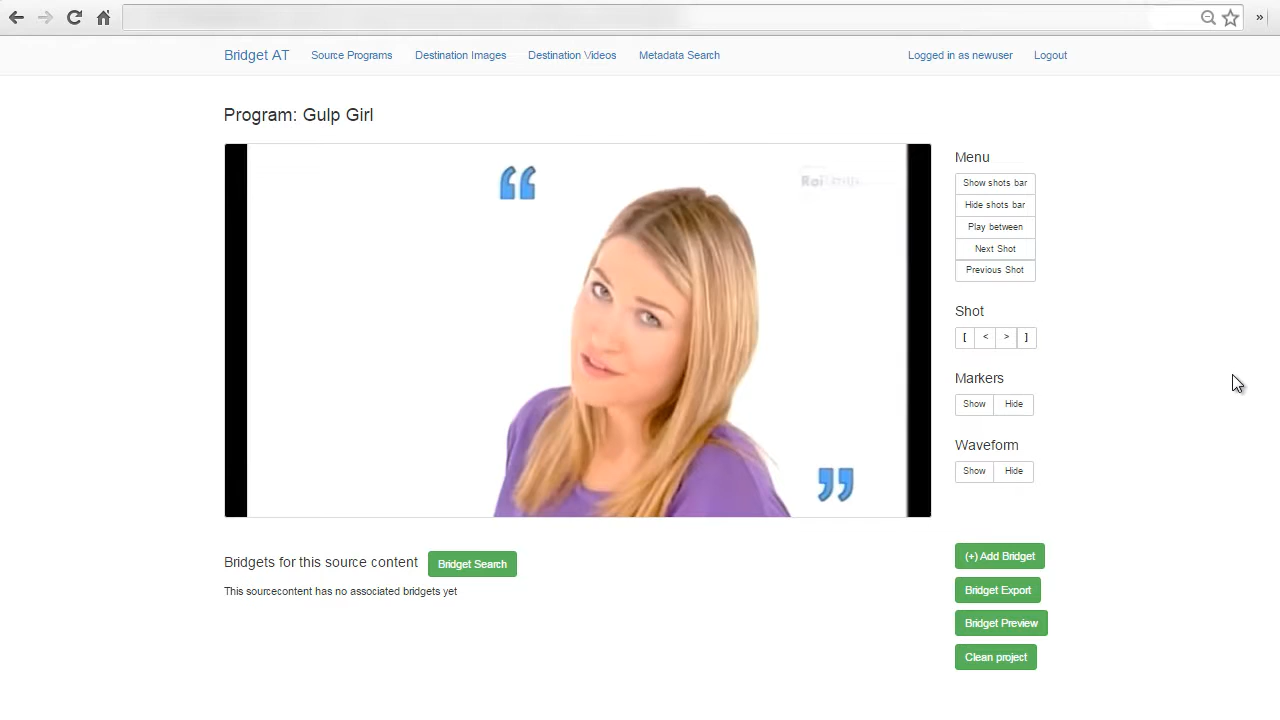 »
Bridget AT Source Programs Destination Images Destination Videos Metadata Search Logged in as newuser Logout
Program: Gulp Girl
“
Rai
”
Menu
Show shots bar
Hide shots bar
Play between
Next Shot
Previous Shot
Shot
[ < > ]
Markers
Show Hide
Waveform
Show Hide
Bridgets for this source content Bridget Search
This source content has no associated bridgets yet
(+) Add Bridget
Bridget Export
Bridget Preview
Clean project